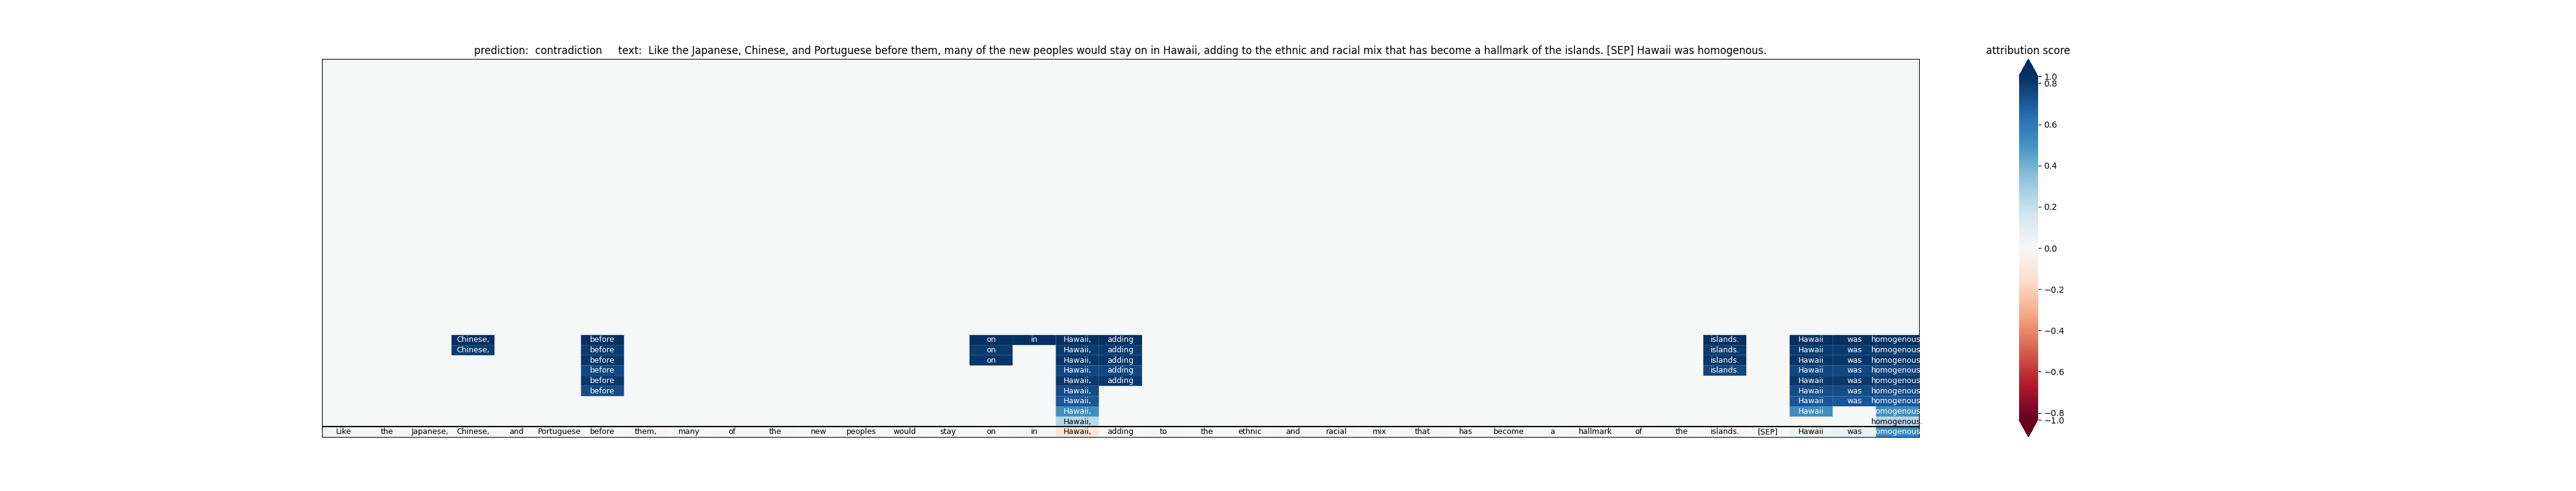 prediction:  contradiction     text:  Like the Japanese, Chinese, and Portuguese before them, many of the new peoples would stay on in Hawaii, adding to the ethnic and racial mix that has become a hallmark of the islands. [SEP] Hawaii was homogenous.
attribution score
1.0
0.8
0.6
0.4
0.2
0.0
−0.2
−0.4
−0.6
−0.8
−1.0
Chinese, before on in Hawaii, adding islands. Hawaii was homogenous
Chinese, before on Hawaii, adding islands. Hawaii was homogenous
before on Hawaii, adding islands. Hawaii was homogenous
before Hawaii, adding islands. Hawaii was homogenous
before Hawaii, adding Hawaii was homogenous
before Hawaii, Hawaii was homogenous
Hawaii, Hawaii was homogenous
Hawaii, Hawaii omogenous
Hawaii, homogenous.
Like the Japanese, Chinese, and Portuguese before them, many of the new peoples would stay on in Hawaii, adding to the ethnic and racial mix that has become a hallmark of the islands. [SEP] Hawaii was omogenous